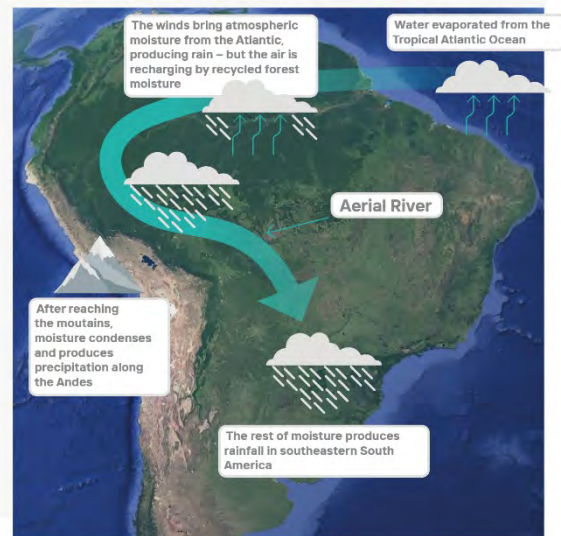 The winds bring atmospheric
moisture from the Atlantic,
producing rain – but the air is
recharging by recycled forest
moisture
Water evaporated from the
Tropical Atlantic Ocean
Aerial River
After reaching
the moutains,
moisture condenses
and produces
precipitation along
the Andes
The rest of moisture produces
rainfall in southeastern South
America